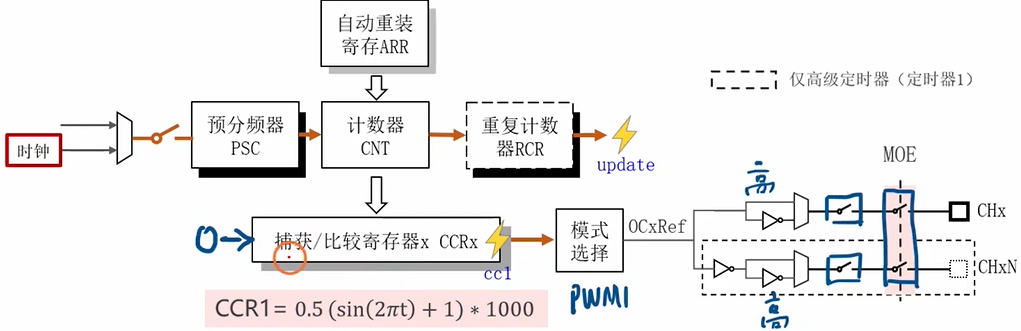 自动重装
寄存ARR
仅高级定时器（定时器1）
时钟
预分频器
PSC
计数器
CNT
重复计数
器RCR
update
MOE
高
CHx
0→
捕获/比较寄存器x CCRx
cc1
模式
选择
OCxRef
PWM1
CHxN
高
CCR1= 0.5 (sin(2πt) + 1) * 1000